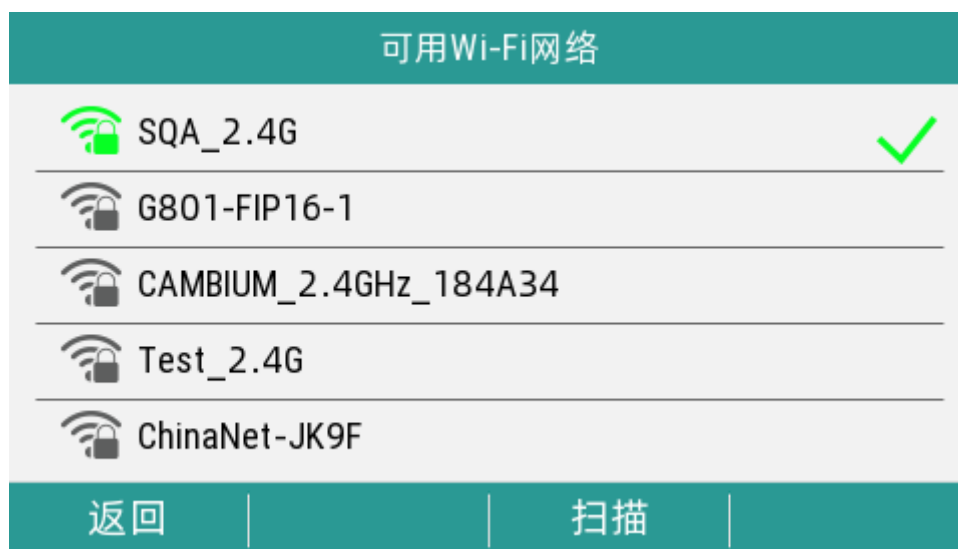 可用Wi-Fi网络
SQA_2.4G
G801-FIP16-1
CAMBIUM_2.4GHz_184A34
Test_2.4G
ChinaNet-JK9F
返回 扫描